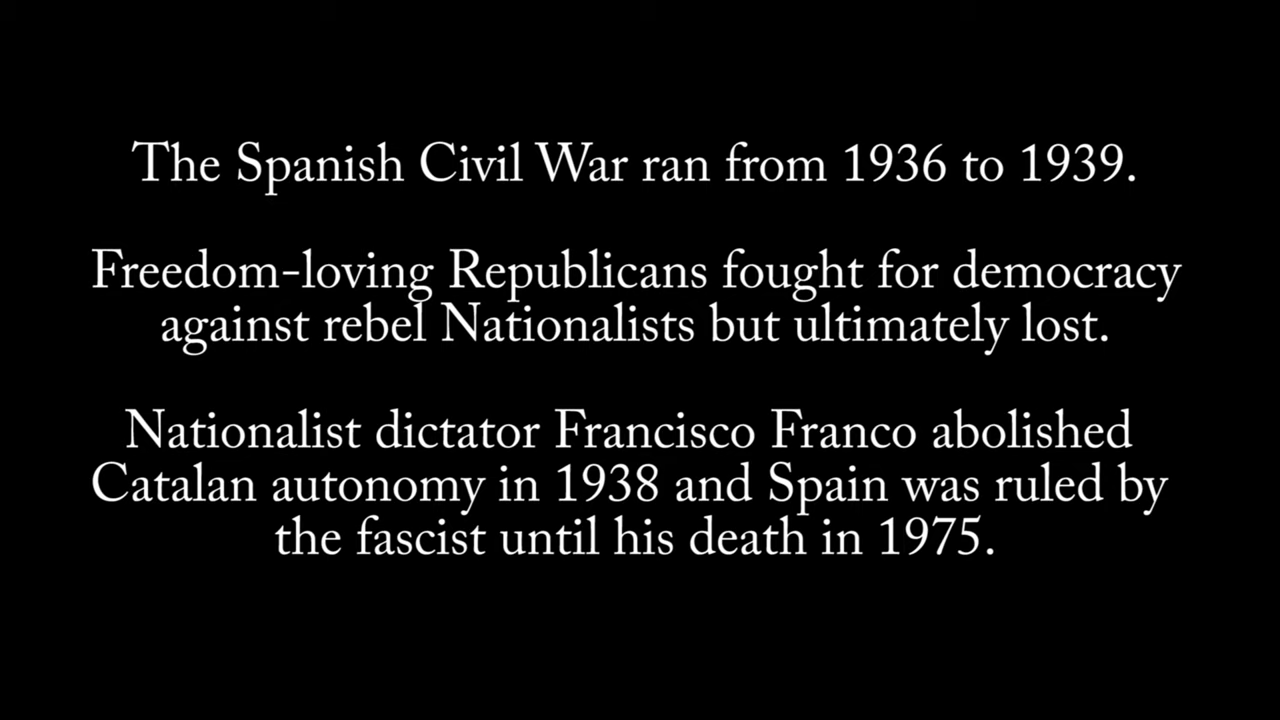 The Spanish Civil War ran from 1936 to 1939.
Freedom-loving Republicans fought for democracy
against rebel Nationalists but ultimately lost.
Nationalist dictator Francisco Franco abolished
Catalan autonomy in 1938 and Spain was ruled by
the fascist until his death in 1975.